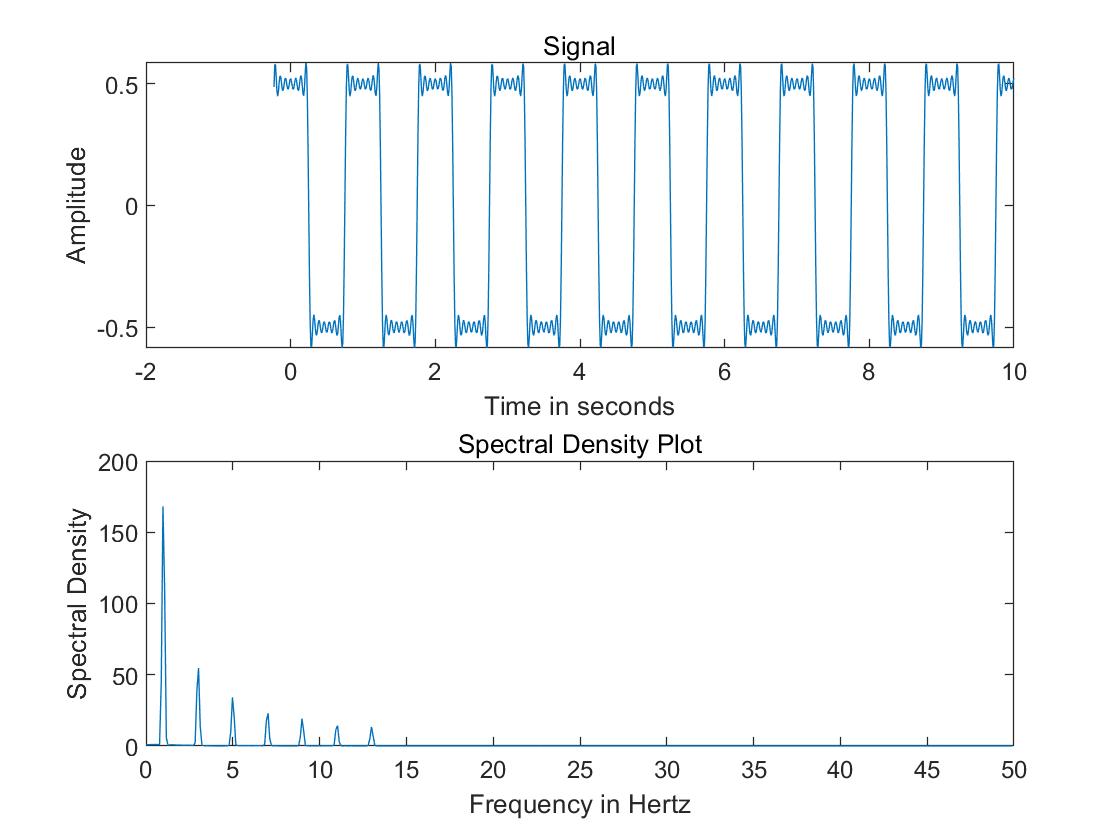 Signal
0.5
0
-0.5
Amplitude
-2 0 2 4 6 8 10
Time in seconds
Spectral Density Plot
200
150
100
50
0
Spectral Density
0 5 10 15 20 25 30 35 40 45 50
Frequency in Hertz